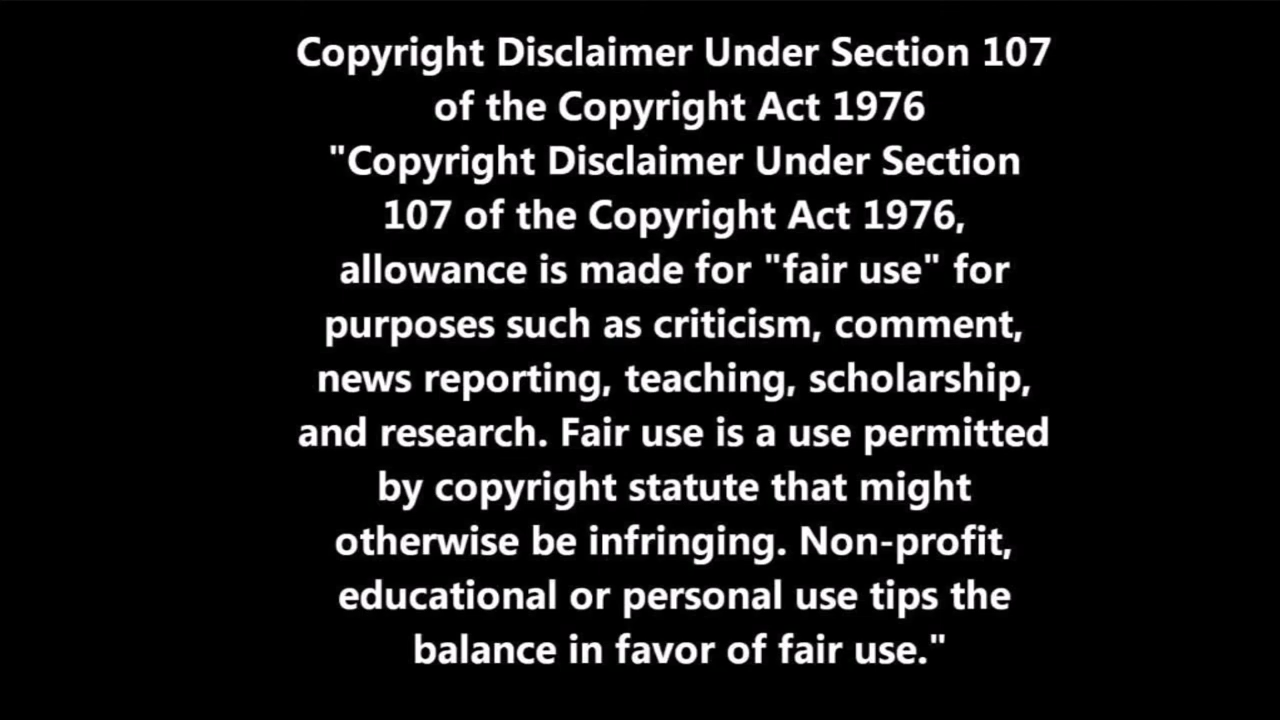 Copyright Disclaimer Under Section 107
of the Copyright Act 1976
"Copyright Disclaimer Under Section
107 of the Copyright Act 1976,
allowance is made for "fair use" for
purposes such as criticism, comment,
news reporting, teaching, scholarship,
and research. Fair use is a use permitted
by copyright statute that might
otherwise be infringing. Non-profit,
educational or personal use tips the
balance in favor of fair use."